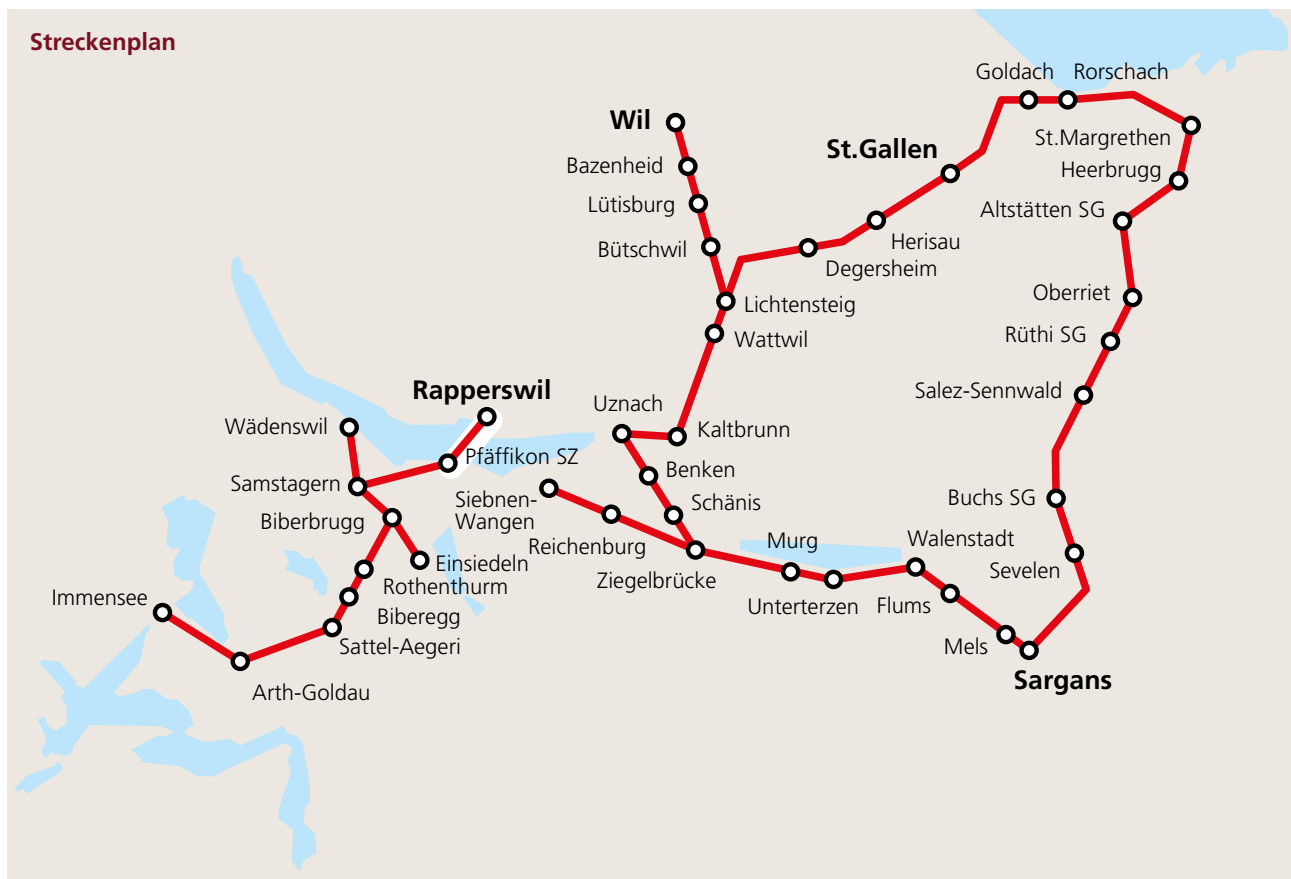 Streckenplan
Goldach
Rorschach
Wil
St.Margrethen
St.Gallen
Bazenheid
Heerbrugg
Lütisburg
Altstätten SG
Bütschwil
Herisau
Degersheim
Oberriet
Lichtensteig
Rüthi SG
Wattwil
Rapperswil
Salez-Sennwald
Uznach
Wädenswil
Kaltbrunn
Pfäffikon SZ
Benken
Samstagern
Siebnen-
Wangen
Schänis
Buchs SG
Biberbrugg
Reichenburg
Murg
Walenstadt
Einsiedeln
Ziegelbrücke
Sevelen
Rothenthurm
Immensee
Unterterzen
Flums
Biberegg
Sattel-Aegeri
Mels
Sargans
Arth-Goldau